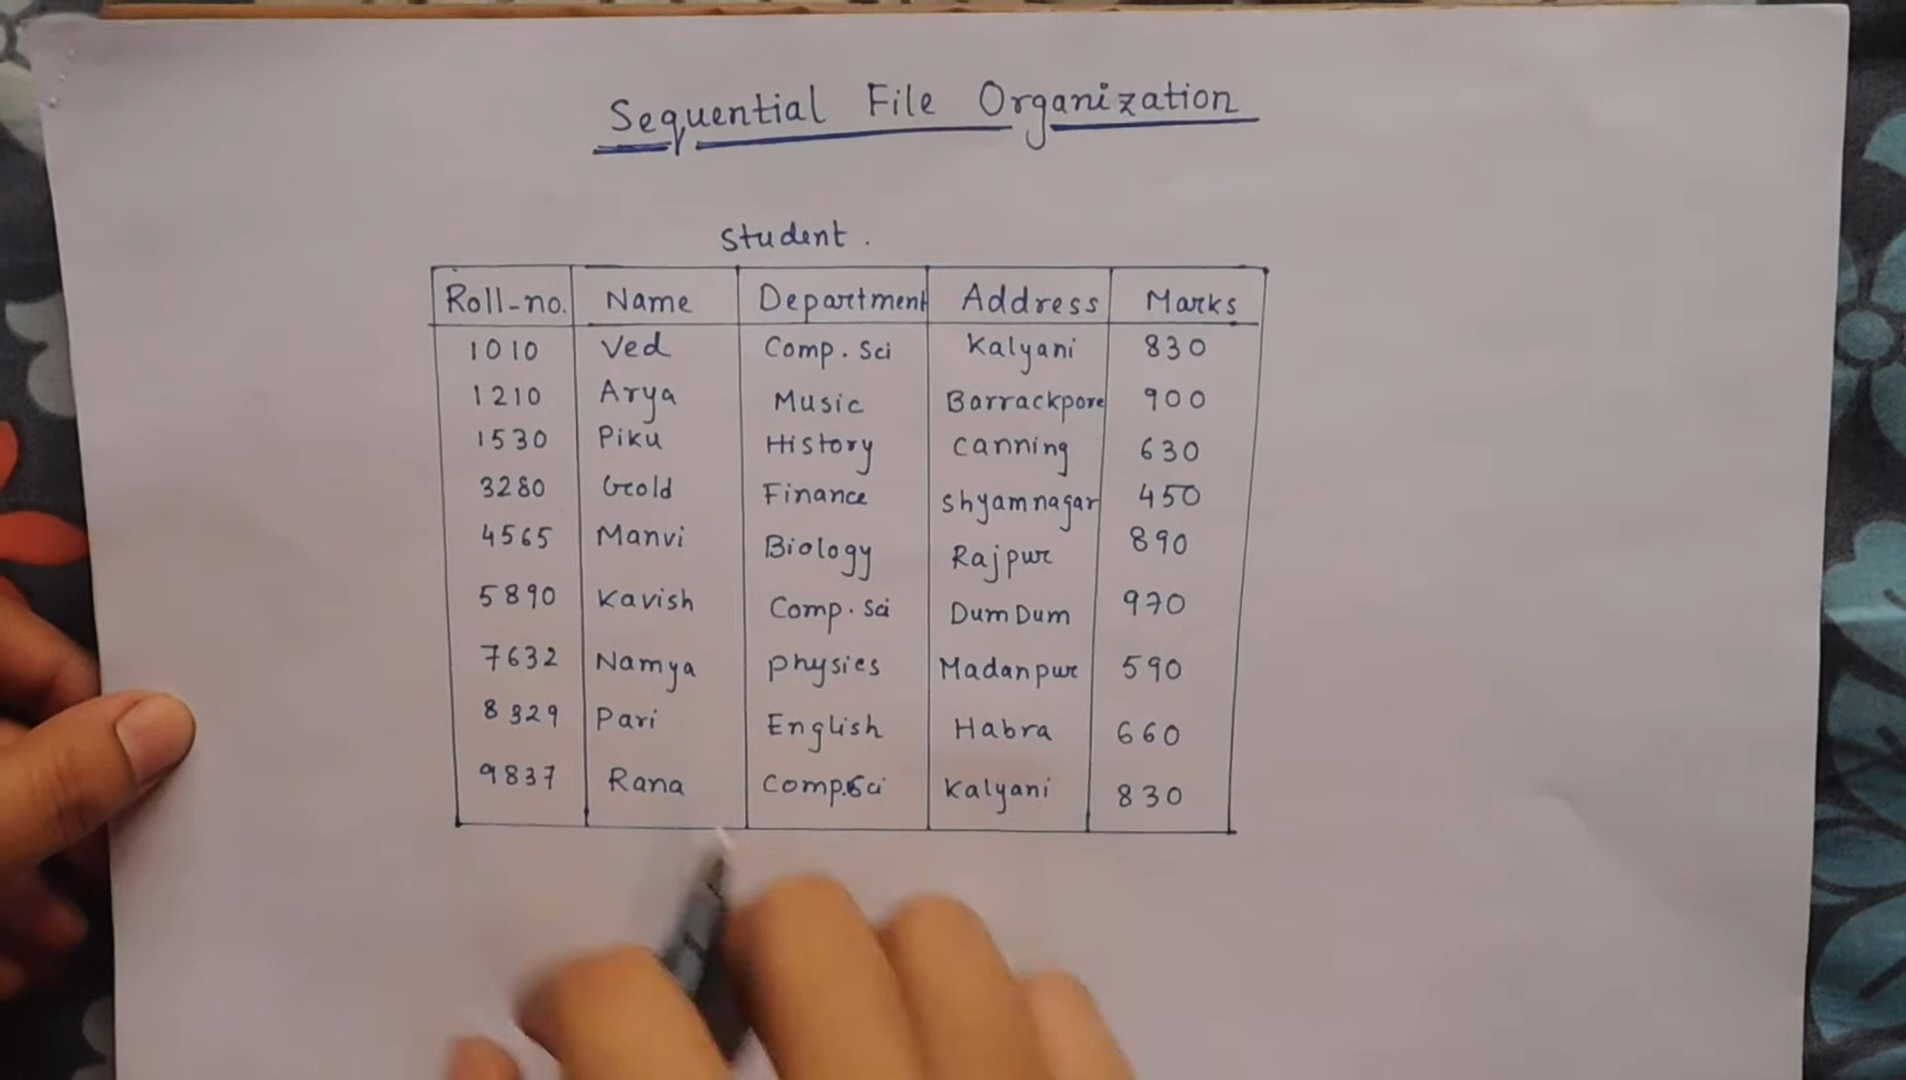 Sequential File Organization
Student.
Roll-no. Name Department Address Marks
1010 Ved Comp. Sci Kalyani 830
1210 Arya Music Barrackpore 900
1530 Piku History Canning 630
3280 Gold Finance Shyamnagar 450
4565 Manvi Biology Rajpur 890
5890 Kavish Comp. Sci Dum Dum 970
7632 Namya Physics Madanpur 590
8329 Pari English Habra 660
9837 Rana Comp. Sci Kalyani 830